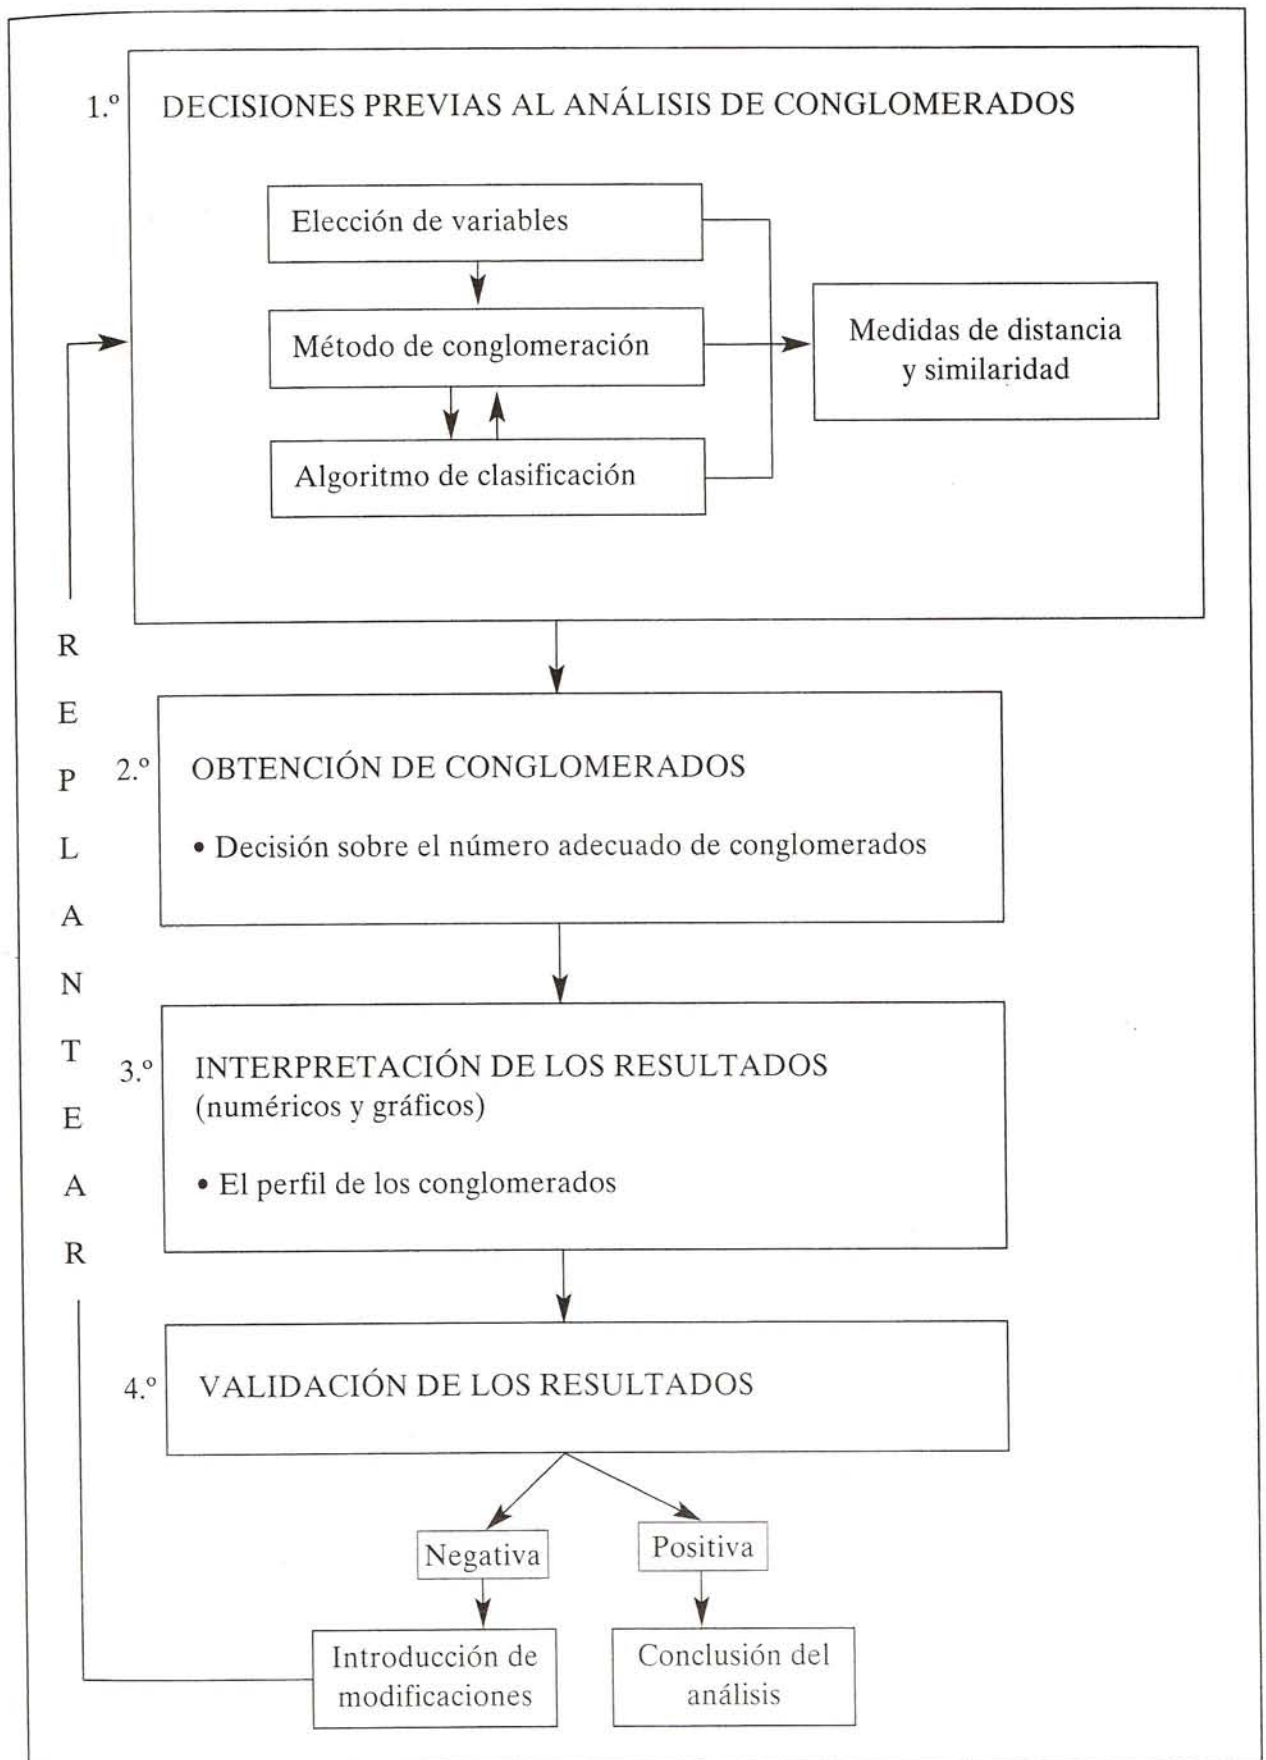 1.º DECISIONES PREVIAS AL ANÁLISIS DE CONGLOMERADOS
Elección de variables
Método de conglomeración
Algoritmo de clasificación
Medidas de distancia
y similaridad
REPLANTEAR
2.º OBTENCIÓN DE CONGLOMERADOS
• Decisión sobre el número adecuado de conglomerados
3.º INTERPRETACIÓN DE LOS RESULTADOS
(numéricos y gráficos)
• El perfil de los conglomerados
4.º VALIDACIÓN DE LOS RESULTADOS
Negativa
Positiva
Introducción de
modificaciones
Conclusión del
análisis